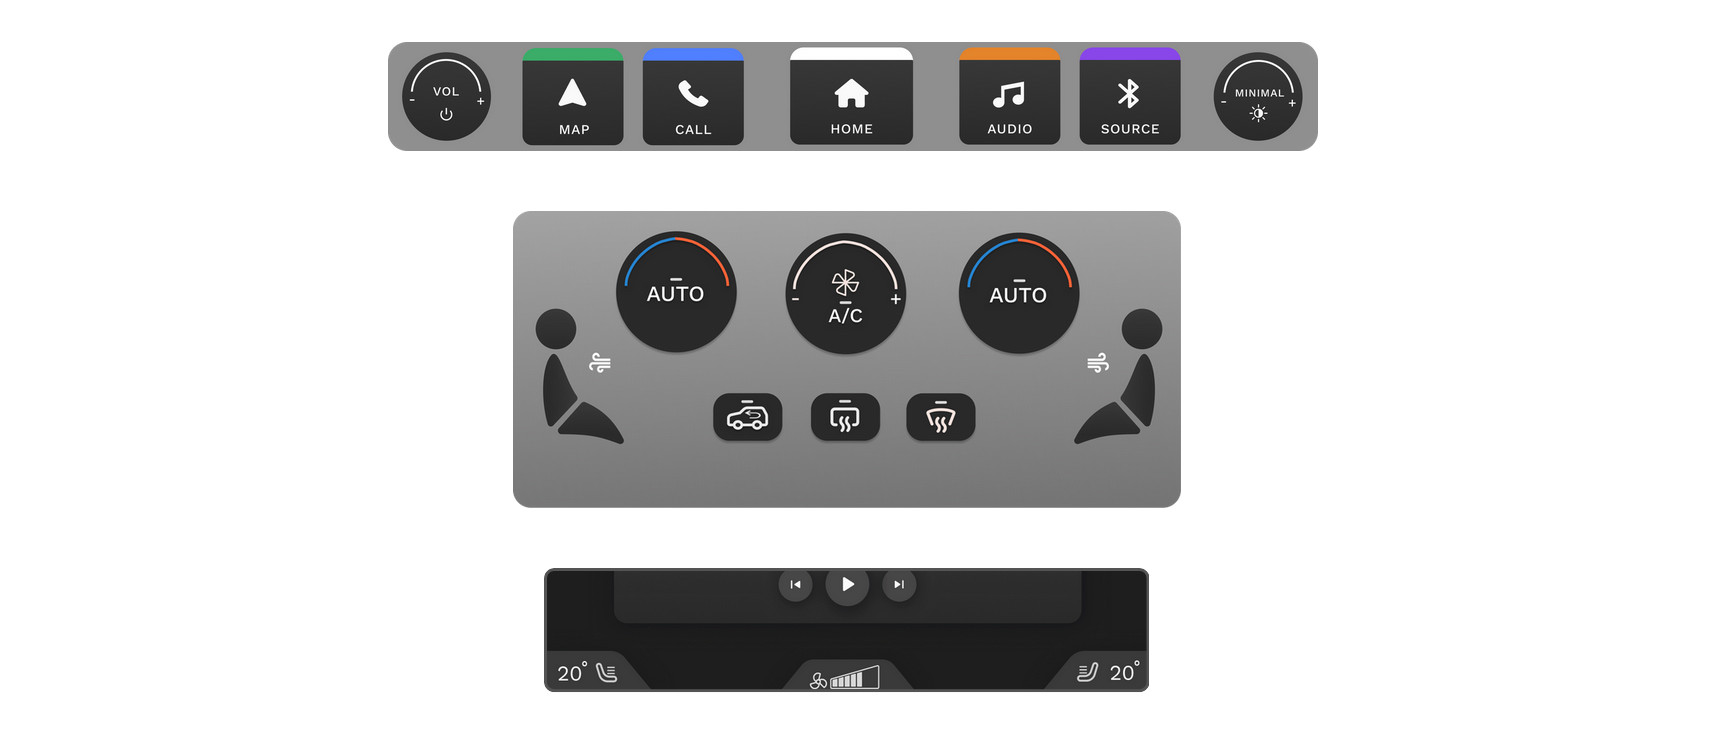 VOL
- +
MAP
CALL
HOME
AUDIO
SOURCE
MINIMAL
- +
AUTO
- +
A/C
AUTO
20°
20°